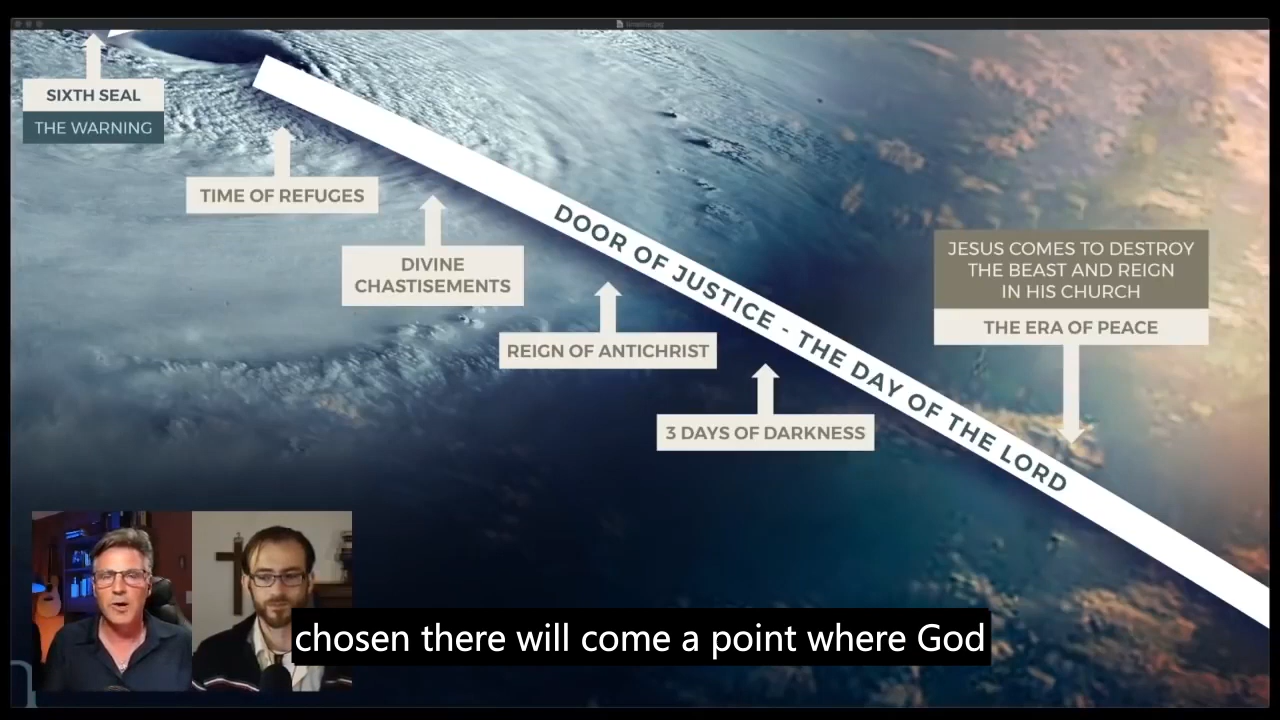 timeline.jpg
SIXTH SEAL
THE WARNING
TIME OF REFUGES
DIVINE
CHASTISEMENTS
REIGN OF ANTICHRIST
3 DAYS OF DARKNESS
DOOR OF JUSTICE - THE DAY OF THE LORD
JESUS COMES TO DESTROY
THE BEAST AND REIGN
IN HIS CHURCH
THE ERA OF PEACE
chosen there will come a point where God